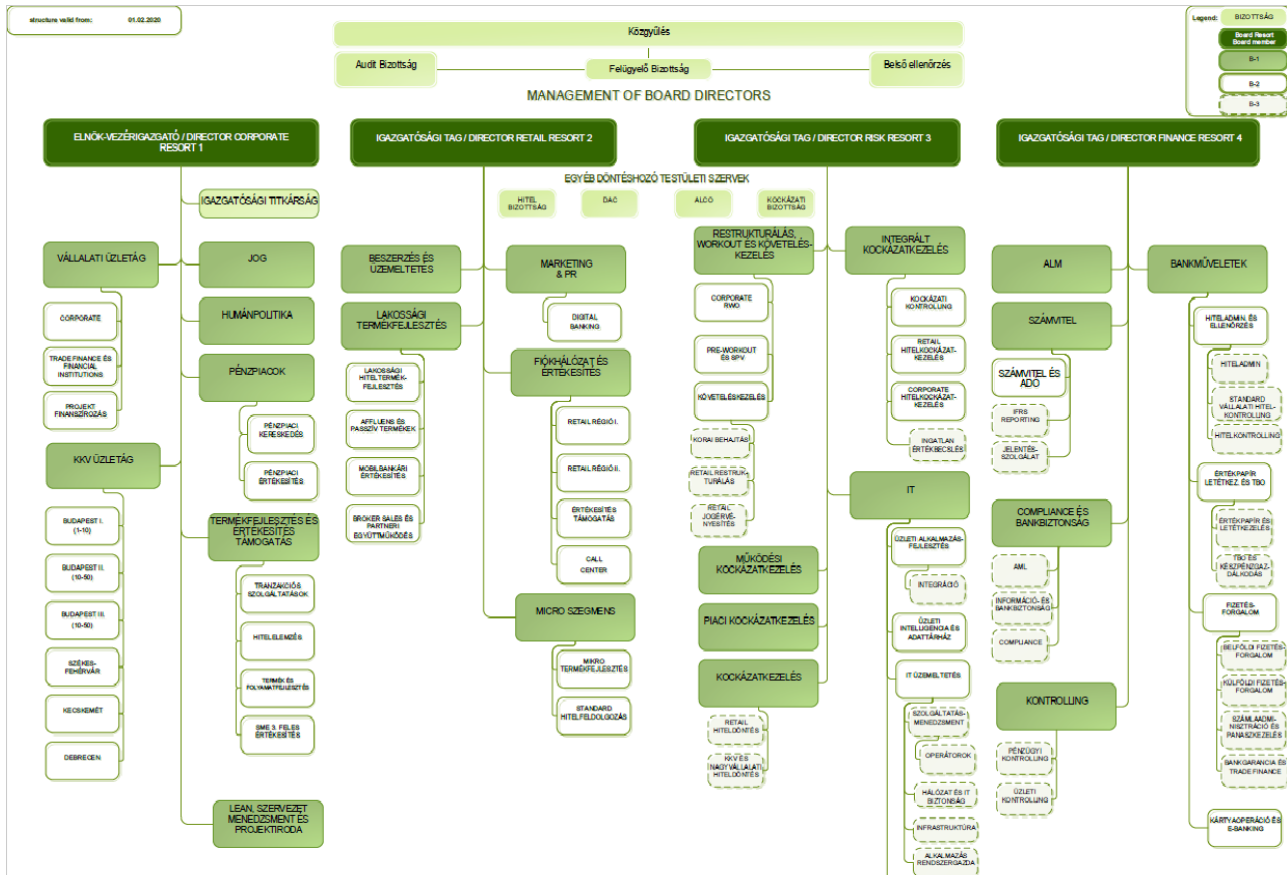 structure valid from: 01.02.2020
Legend:
BIZOTTSÁG
Board Resort
Board member
B-1
B-2
B-3
Közgyűlés
Audit Bizottság
Felügyelő Bizottság
Belső ellenőrzés
MANAGEMENT OF BOARD DIRECTORS
ELNÖK-VEZÉRIGAZGATÓ / DIRECTOR CORPORATE
RESORT 1
IGAZGATÓSÁGI TAG / DIRECTOR RETAIL RESORT 2
IGAZGATÓSÁGI TAG / DIRECTOR RISK RESORT 3
IGAZGATÓSÁGI TAG / DIRECTOR FINANCE RESORT 4
EGYÉB DÖNTÉSHOZÓ TESTÜLETI SZERVEK
HITEL
BIZOTTSÁG
DAC
ALCO
KOCKÁZATI
BIZOTTSÁG
IGAZGATÓSÁGI TITKÁRSÁG
VÁLLALATI ÜZLETÁG
JOG
CORPORATE
TRADE FINANCE ÉS
FINANCIAL
INSTITUTIONS
PROJEKT
FINANSZÍROZÁS
HUMÁNPOLITIKA
PÉNZPIACOK
PÉNZPIACI
KERESKEDÉS
PÉNZPIACI
ÉRTÉKESÍTÉS
KKV ÜZLETÁG
BUDAPEST I.
(1-10)
BUDAPEST II.
(10-50)
BUDAPEST III.
(10-50)
SZÉKES-
FEHÉRVÁR
KECSKEMÉT
DEBRECEN
TERMÉKFEJLESZTÉS ÉS
ÉRTÉKESÍTÉS
TÁMOGATÁS
TRANZAKCIÓS
SZOLGÁLTATÁSOK
HITELELEMZÉS
TERMÉK ÉS
FOLYAMATFEJLESZTÉS
SME 3. FELES
ÉRTÉKESÍTÉS
LEAN, SZERVEZET
MENEDZSMENT ÉS
PROJEKTIRODA
BESZERZÉS ÉS
ÜZEMELTETÉS
MARKETING
& PR
DIGITAL
BANKING
LAKOSSÁGI
TERMÉKFEJLESZTÉS
LAKOSSÁGI
HITELTERMÉK-
FEJLESZTÉS
AFFLUENS ÉS
PASSZÍV TERMÉKEK
MOBILBANKÁRI
ÉRTÉKESÍTÉS
BROKER SALES ÉS
PARTNERI
EGYÜTTMŰKÖDÉS
FIÓKHÁLÓZAT ÉS
ÉRTÉKESÍTÉS
RETAIL RÉGIÓ I.
RETAIL RÉGIÓ II.
ÉRTÉKESÍTÉS
TÁMOGATÁS
CALL
CENTER
MICRO SZEGMENS
MIKRO
TERMÉKFEJLESZTÉS
STANDARD
HITELFELDOLGOZÁS
RESTRUKTURÁLÁS,
WORKOUT ÉS KÖVETELÉS-
KEZELÉS
CORPORATE
RWO
PRE-WORKOUT
ÉS SPV
KÖVETELÉSKEZELÉS
KORAI BEHAJTÁS
RETAIL RESTRUK-
TURÁLÁS
RETAIL
JOGÉRVÉ-
NYESÍTÉS
MŰKÖDÉSI
KOCKÁZATKEZELÉS
PIACI KOCKÁZATKEZELÉS
KOCKÁZATKEZELÉS
RETAIL
HITELDÖNTÉS
KKV ÉS
NAGYVÁLLALATI
HITELDÖNTÉS
INTEGRÁLT
KOCKÁZATKEZELÉS
KOCKÁZATI
KONTROLLING
RETAIL
HITELKOCKÁZAT-
KEZELÉS
CORPORATE
HITELKOCKÁZAT-
KEZELÉS
INGATLAN
ÉRTÉKBECSLÉS
IT
ÜZLETI ALKALMAZÁS-
FEJLESZTÉS
INTEGRÁCIÓ
ÜZLETI
INTELLIGENCIA ÉS
ADATTÁRHÁZ
IT ÜZEMELTETÉS
SZOLGÁLTATÁS-
MENEDZSMENT
OPERÁTOROK
HÁLÓZAT ÉS IT
BIZTONSÁG
INFRASTRUKTÚRA
ALKALMAZÁS
RENDSZERGAZDA
ALM
SZÁMVITEL
SZÁMVITEL ÉS
ADÓ
IFRS
REPORTING
JELENTÉS-
SZOLGÁLAT
COMPLIANCE ÉS
BANKBIZTONSÁG
AML
INFORMÁCIÓ- ÉS
BANKBIZTONSÁG
COMPLIANCE
KONTROLLING
PÉNZÜGYI
KONTROLLING
ÜZLETI
KONTROLLING
BANKMŰVELETEK
HITELADMIN. ÉS
ELLENŐRZÉS
HITELADMIN
STANDARD
VÁLLALATI HITEL-
KONTROLLING
HITELKONTROLLING
ÉRTÉKPAPÍR
LETÉTKEZ. ÉS TBO
ÉRTÉKPAPÍR ÉS
LETÉTKEZELÉS
TBO ÉS
KÉSZPÉNZGAZ-
DÁLKODÁS
FIZETÉS-
FORGALOM
BELFÖLDI FIZETÉS-
FORGALOM
KÜLFÖLDI FIZETÉS-
FORGALOM
SZÁMLAADMI-
NISZTRÁCIÓ ÉS
PANASZKEZELÉS
BANKGARANCIA ÉS
TRADE FINANCE
KÁRTYAOPERÁCIÓ ÉS
E-BANKING